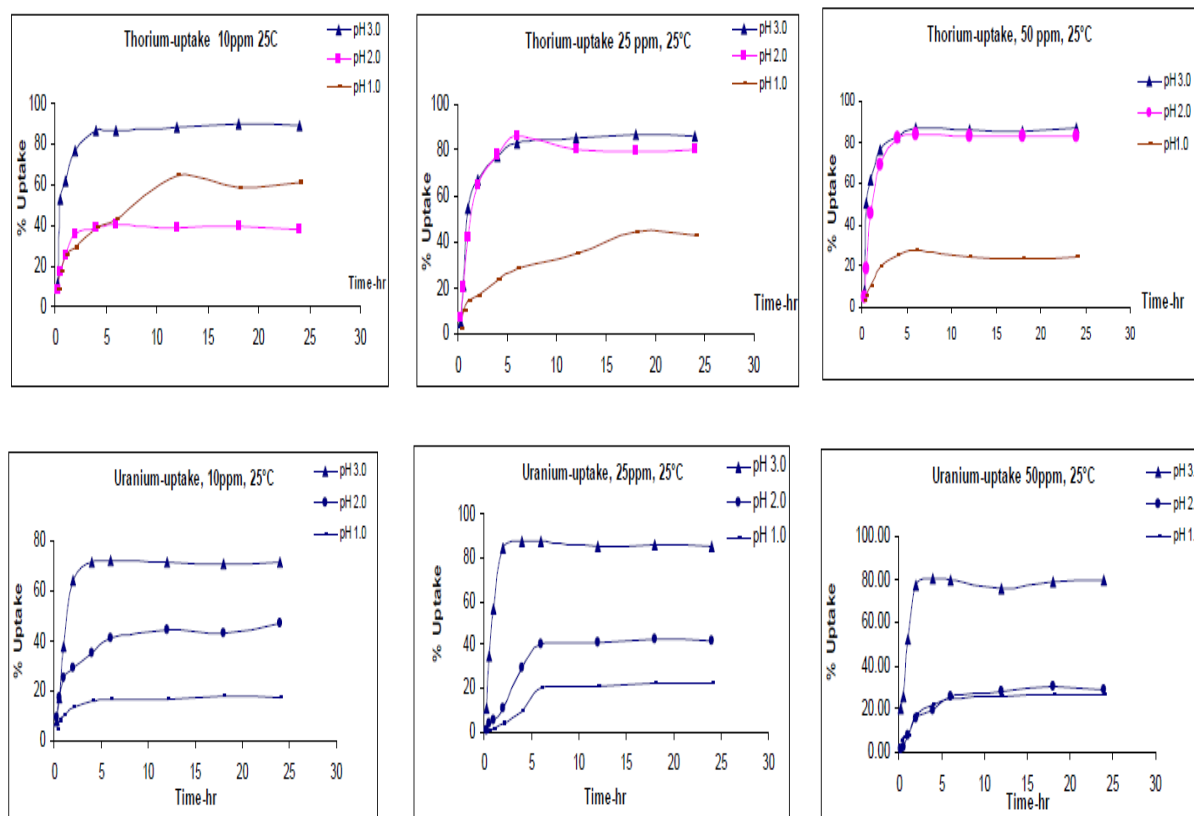 Thorium-uptake 10ppm 25C
pH 3.0
pH 2.0
pH 1.0
% Uptake
100
80
60
40
20
0
0 5 10 15 20 25 30
Time-hr
Thorium-uptake 25 ppm, 25°C
pH 3.0
pH 2.0
pH 1.0
% Uptake
100
80
60
40
20
0
0 5 10 15 20 25 30
Time-hr
Thorium-uptake, 50 ppm, 25°C
pH 3.0
pH 2.0
pH1.0
% Uptake
100
80
60
40
20
0
0 5 10 15 20 25 30
Time-hr
Uranium-uptake, 10ppm, 25°C
pH 3.0
pH 2.0
pH 1.0
% Uptake
80
60
40
20
0
0 5 10 15 20 25 30
Time-hr
Uranium-uptake, 25ppm, 25°C
pH 3.0
pH 2.0
pH 1.0
% Uptake
100
80
60
40
20
0
0 5 10 15 20 25 30
Time-hr
Uranium-uptake 50ppm, 25°C
pH 3
pH 2.
pH 1.
% Uptake
100.00
80.00
60.00
40.00
20.00
0.00
0 5 10 15 20 25 30
Time-hr